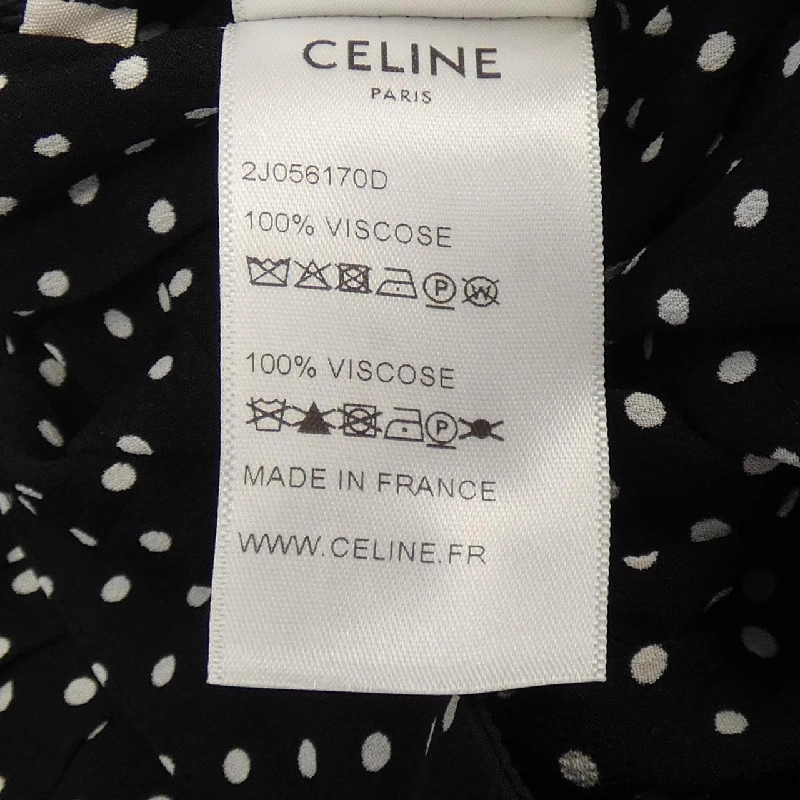 CELINE
PARIS
2J056170D
100% VISCOSE
P W
100% VISCOSE
P
MADE IN FRANCE
WWW.CELINE.FR